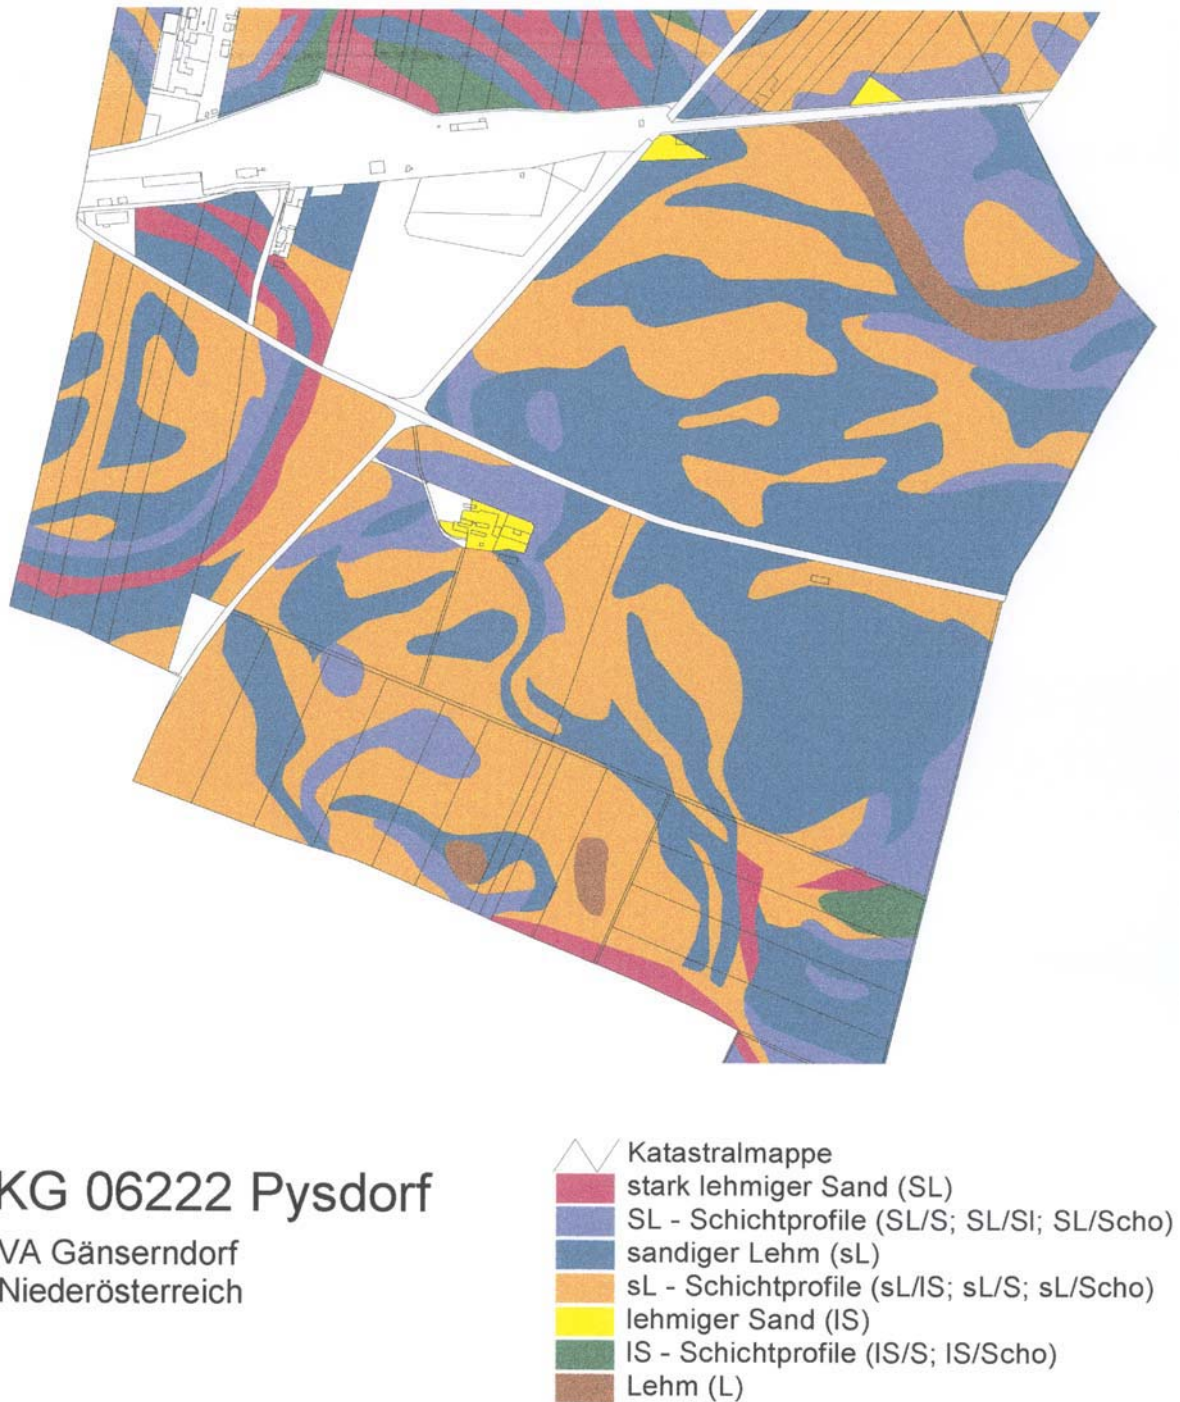 KG 06222 Pysdorf
VA Gänserndorf
Niederösterreich
Katastralmappe
stark lehmiger Sand (SL)
SL - Schichtprofile (SL/S; SL/Sl; SL/Scho)
sandiger Lehm (sL)
sL - Schichtprofile (sL/lS; sL/S; sL/Scho)
lehmiger Sand (lS)
lS - Schichtprofile (lS/S; lS/Scho)
Lehm (L)